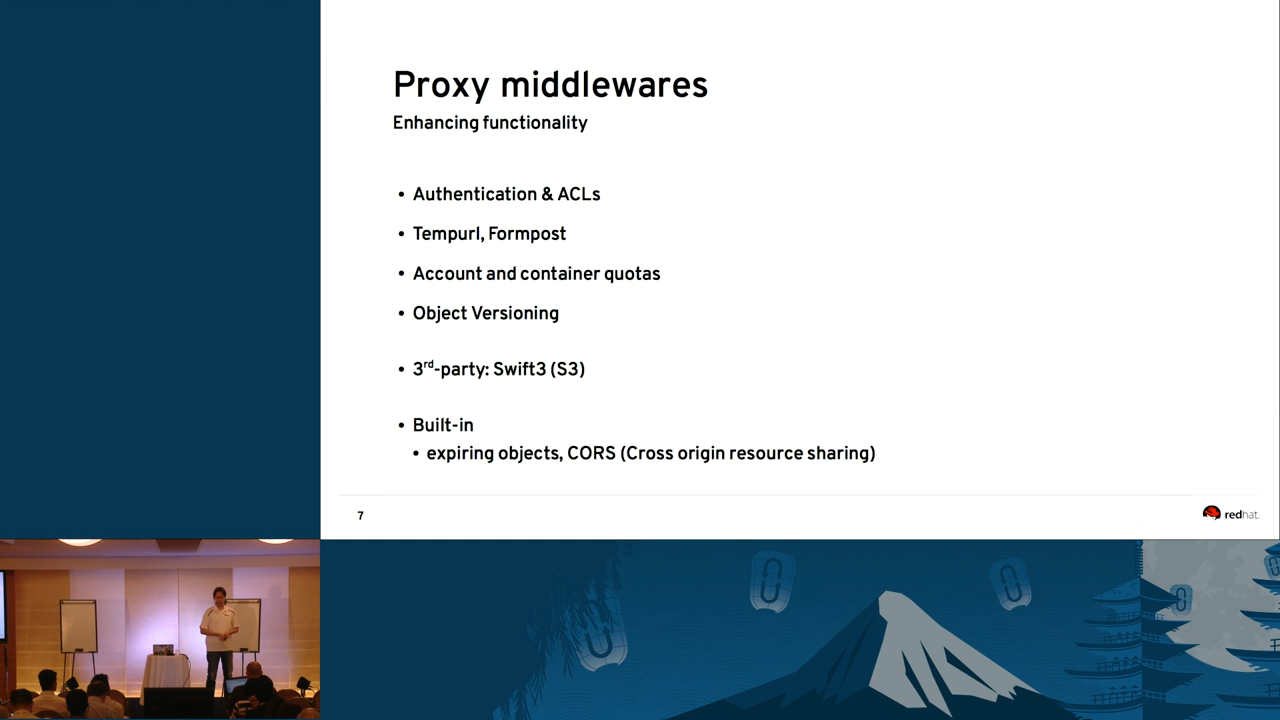 Proxy middlewares
Enhancing functionality
• Authentication & ACLs
• Tempurl, Formpost
• Account and container quotas
• Object Versioning
• 3rd-party: Swift3 (S3)
• Built-in
• expiring objects, CORS (Cross origin resource sharing)
7
redhat.